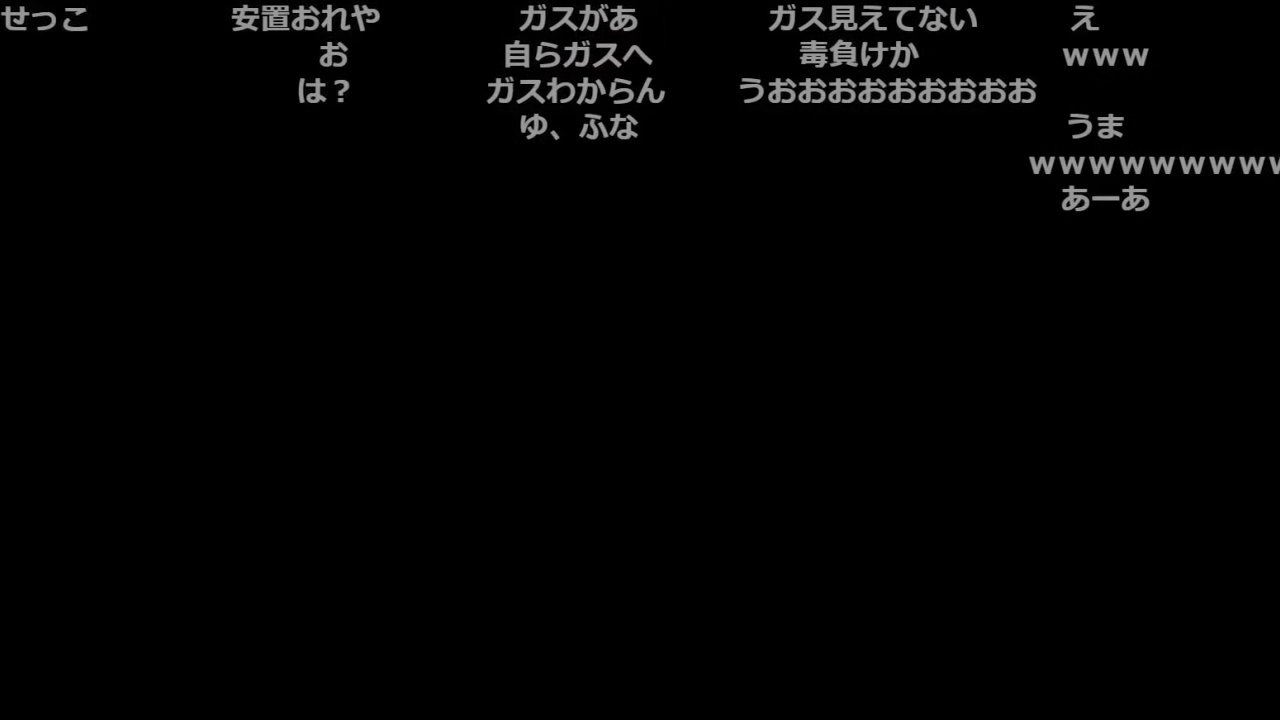 せっこ 安置おれや ガスがあ ガス見えてない え
お 自らガスへ 毒負けか ｗｗｗ
は？ ガスわからん うおおおおおおおおお
ゆ、ふな うま
ｗｗｗｗｗｗｗｗｗ
あーあ